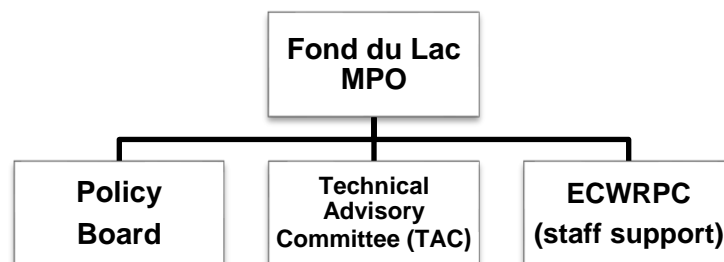 Fond du Lac
MPO
Policy
Board
Technical
Advisory
Committee (TAC)
ECWRPC
(staff support)